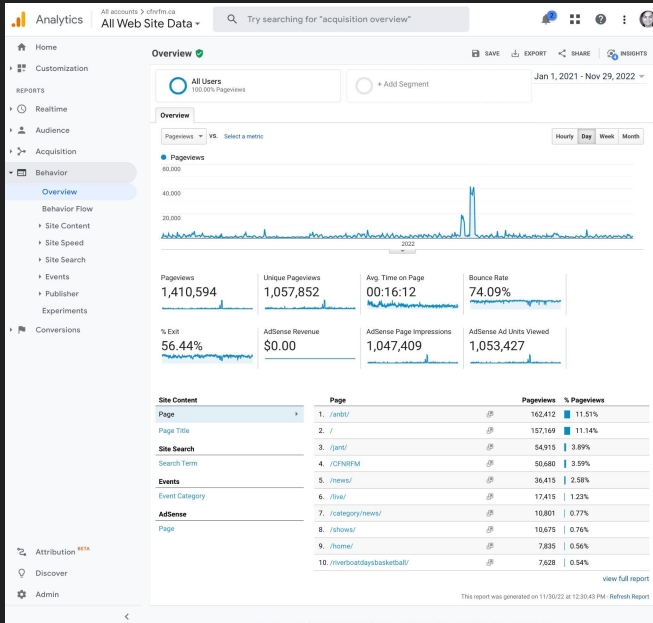 Analytics
All accounts > cfnrfm.ca
All Web Site Data
Try searching for "acquisition overview"
2
Home
Customization
REPORTS
Realtime
Audience
Acquisition
Behavior
Overview
Behavior Flow
Site Content
Site Speed
Site Search
Events
Publisher
Experiments
Conversions
Attribution BETA
Discover
Admin
Overview
SAVE
EXPORT
SHARE
INSIGHTS
All Users
100.00% Pageviews
+ Add Segment
Jan 1, 2021 - Nov 29, 2022
Overview
Pageviews VS. Select a metric
Hourly Day Week Month
Pageviews
60,000
40,000
20,000
2022
Pageviews
1,410,594
Unique Pageviews
1,057,852
Avg. Time on Page
00:16:12
Bounce Rate
74.09%
% Exit
56.44%
AdSense Revenue
$0.00
AdSense Page Impressions
1,047,409
AdSense Ad Units Viewed
1,053,427
Site Content
Page
Page Title
Site Search
Search Term
Events
Event Category
AdSense
Page
Page Pageviews % Pageviews
1. /anbt/ 162,412 11.51%
2. / 157,169 11.14%
3. /jant/ 54,915 3.89%
4. /CFNRFM 50,680 3.59%
5. /news/ 36,415 2.58%
6. /live/ 17,415 1.23%
7. /category/news/ 10,801 0.77%
8. /shows/ 10,675 0.76%
9. /home/ 7,835 0.56%
10. /riverboatdaysbasketball/ 7,628 0.54%
view full report
This report was generated on 11/30/22 at 12:30:43 PM - Refresh Report